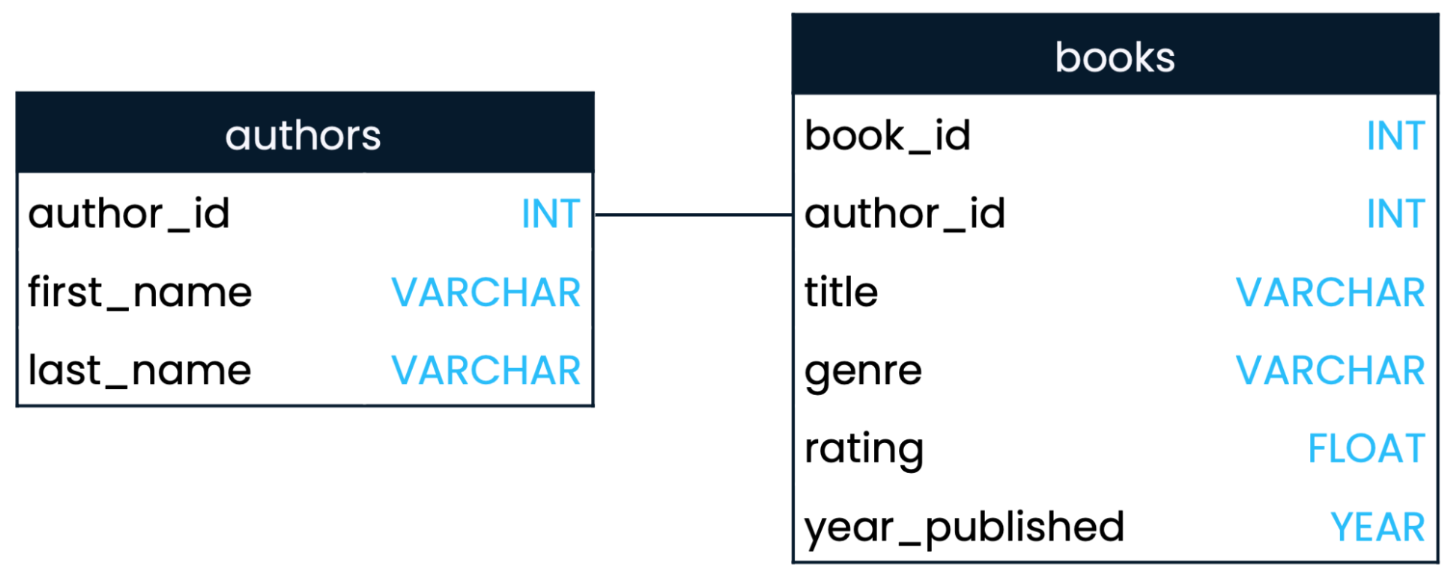 authors
author_id INT
first_name VARCHAR
last_name VARCHAR
books
book_id INT
author_id INT
title VARCHAR
genre VARCHAR
rating FLOAT
year_published YEAR